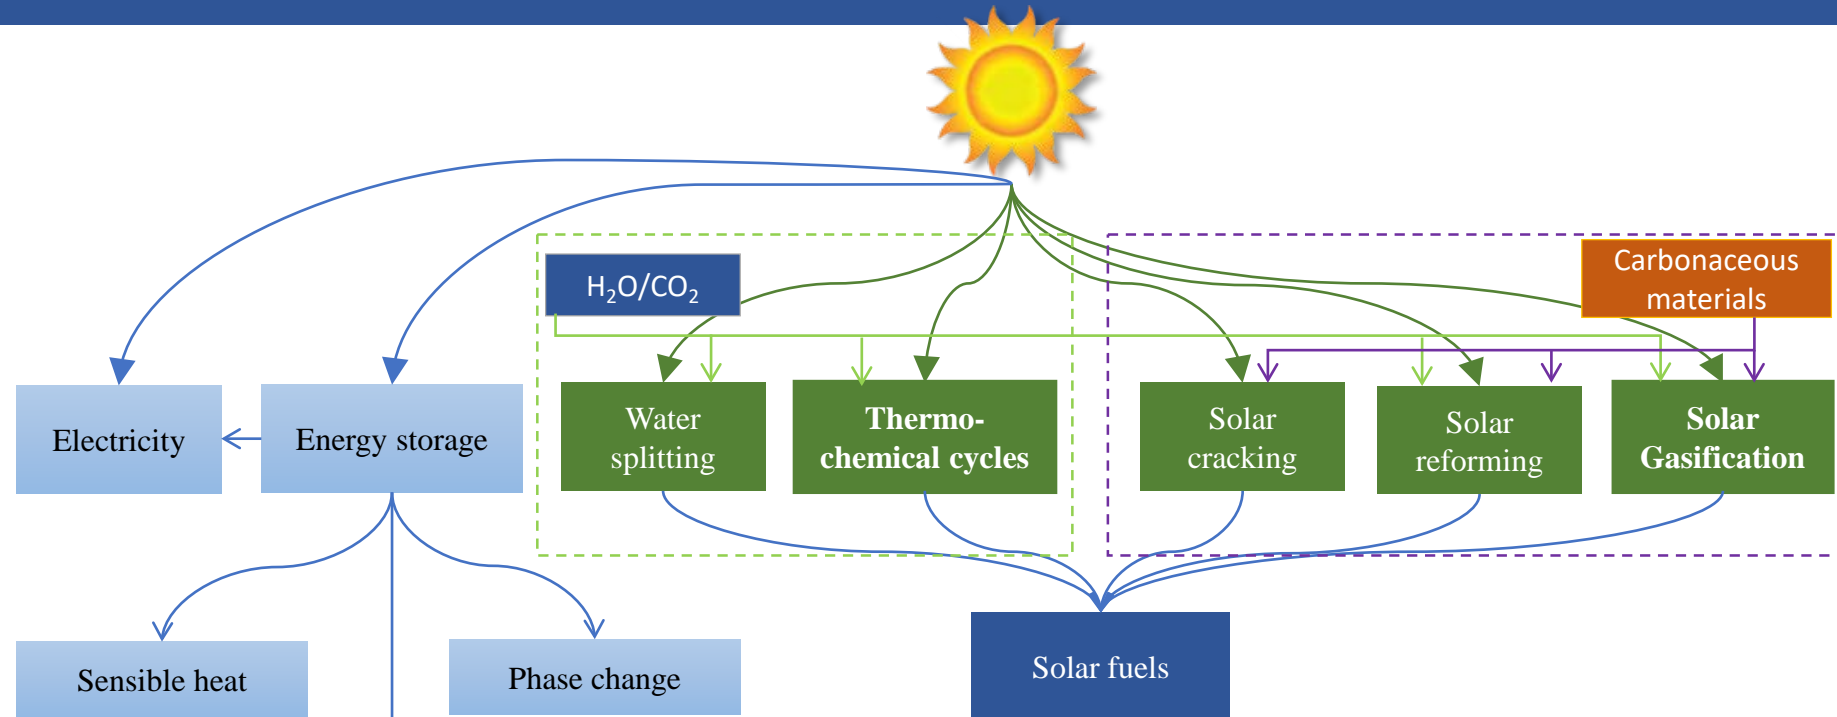 H₂O/CO₂
Carbonaceous
materials
Electricity
Energy storage
Water
splitting
Thermo-
chemical cycles
Solar
cracking
Solar
reforming
Solar
Gasification
Sensible heat
Phase change
Solar fuels